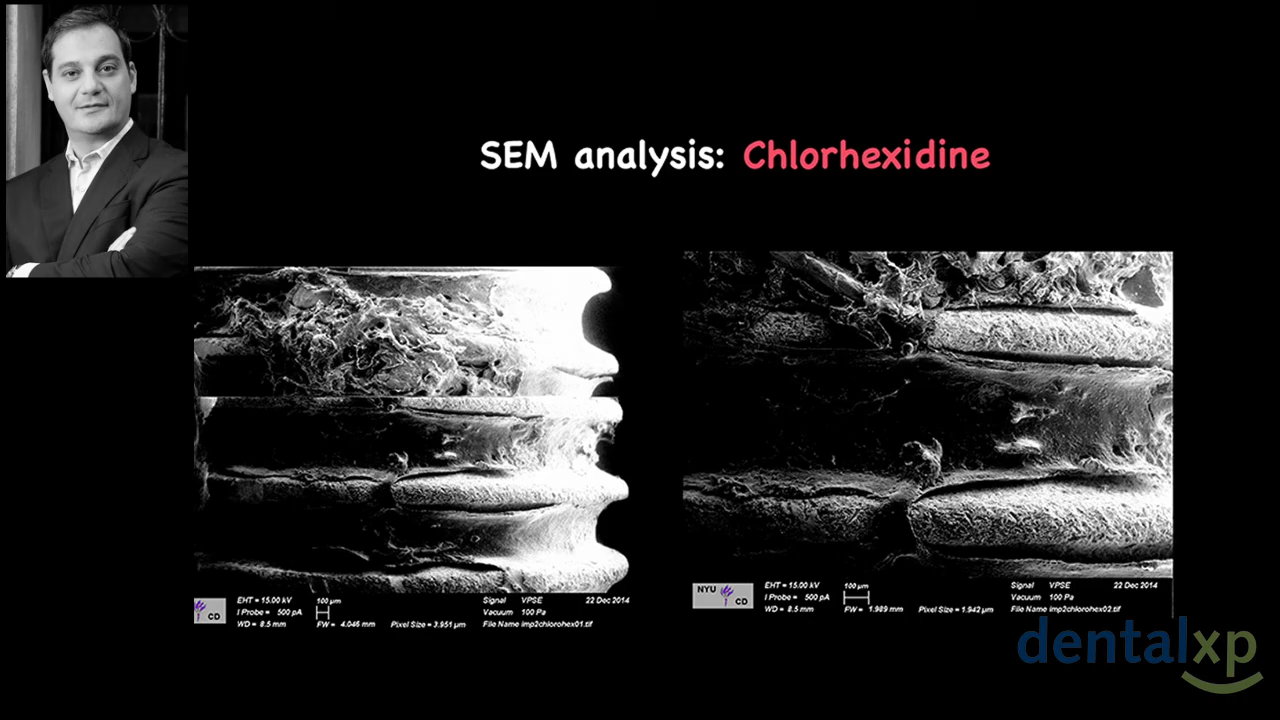 SEM analysis: Chlorhexidine
CD
EHT = 15.00 kV
I Probe = 500 pA
WD = 8.5 mm
100 µm
FW = 4.046 mm
Pixel Size = 3.951 µm
Signal VPSE
Vacuum 100 Pa
File Name imp2chlorohex01.tif
22 Dec 2014
NYU CD
EHT = 15.00 kV
I Probe = 500 pA
WD = 8.5 mm
100 µm
FW = 1.989 mm
Pixel Size = 1.942 µm
Signal VPSE
Vacuum 100 Pa
File Name imp2chlorohex02.tif
22 Dec 2014
dentalxp